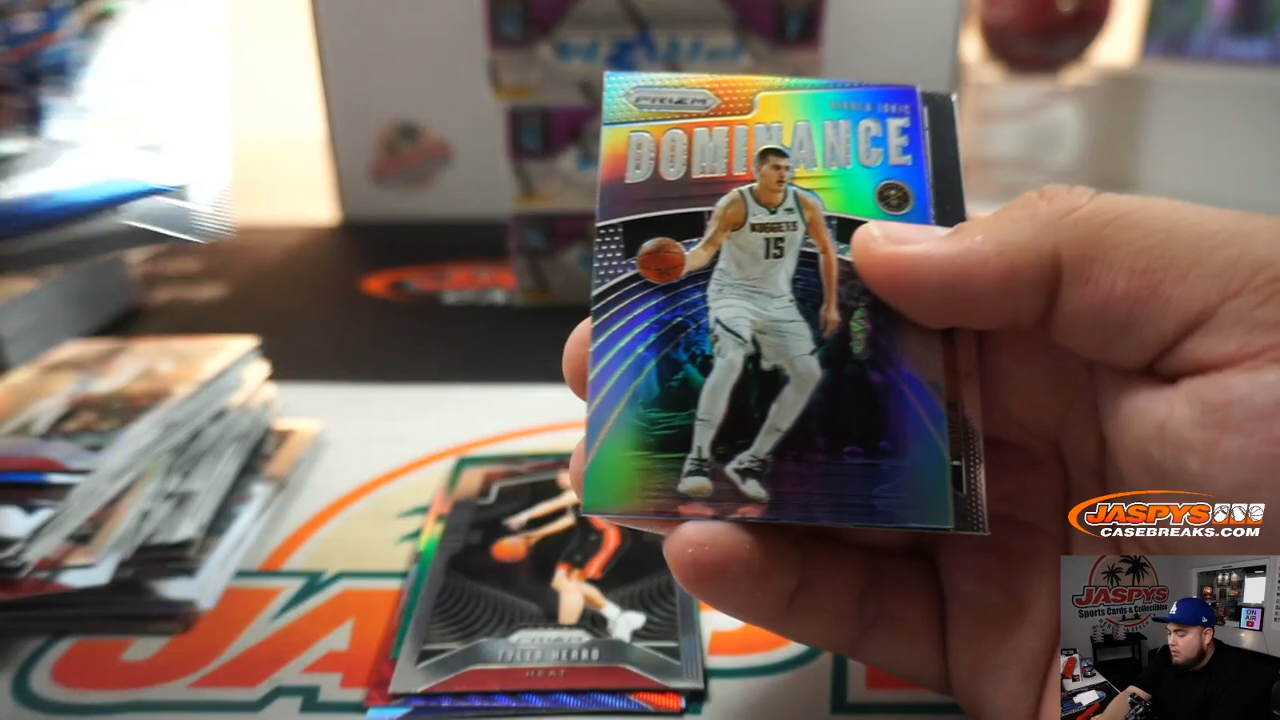 PRIZM
NIKOLA JOKIC
DOMINANCE
NUGGETS
15
PRIZM
TYLER HERRO
HEAT
JASPYS
CASEBREAKS.COM
JASPYS
Sports Cards & Collectibles
ON
AIR